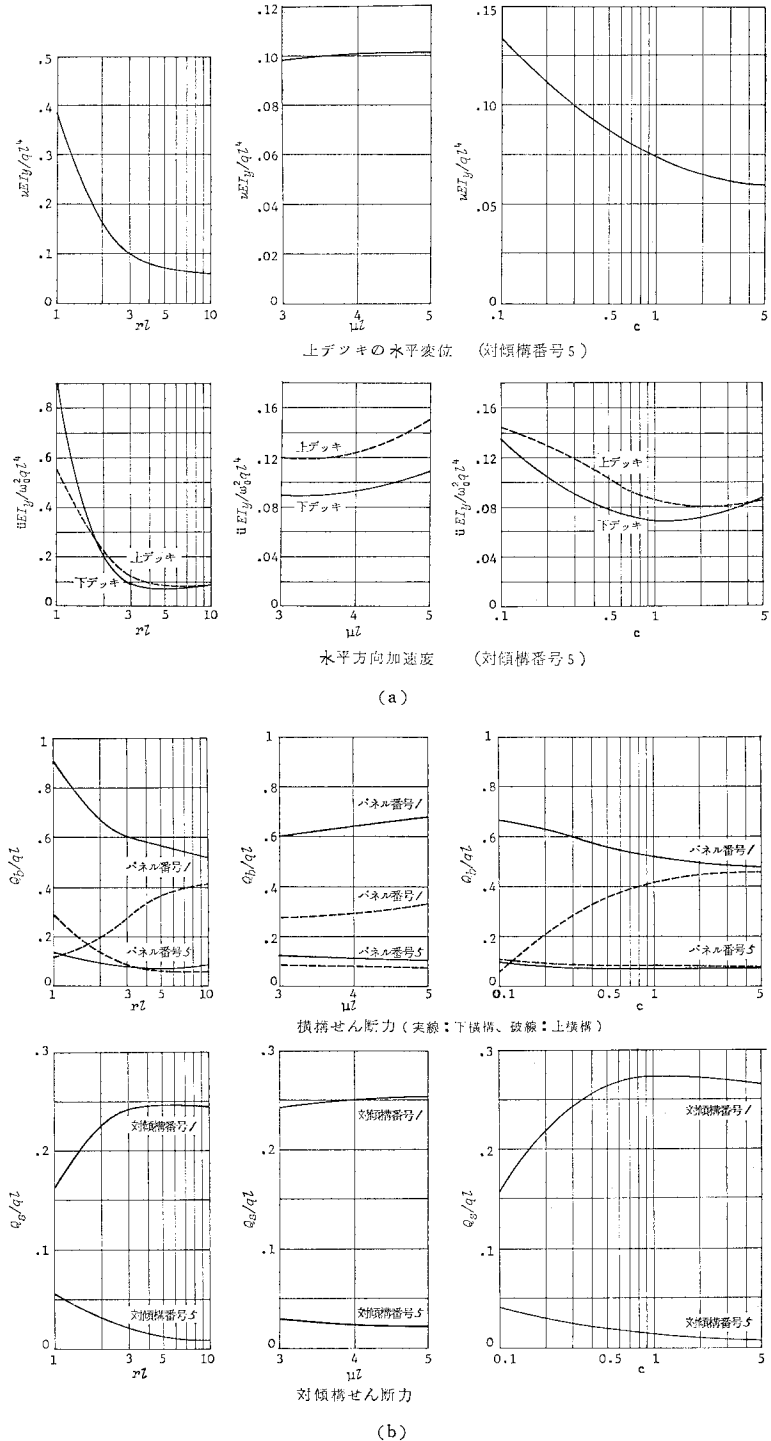 .5
.4
.3
.2
.1
0
uEIy/ql⁴
1
3
10
rl
.12
.10
.08
.06
.04
.02
0
uEIy/ql⁴
3
4
5
μl
.15
.10
.05
0
uEIy/ql⁴
.1
.5
1
5
c
上デッキの水平変位 (対傾構番号5)
.8
.6
.4
.2
0
üEIy/ω₀²ql⁴
上デッキ
下デッキ
1
3
10
rl
.16
.12
.08
.04
0
üEIy/ω₀²ql⁴
上デッキ
下デッキ
3
4
5
μl
.16
.12
.08
.04
0
üEIy/ω₀²ql⁴
上デッキ
下デッキ
.1
.5
1
5
c
水平方向加速度 (対傾構番号5)
(a)
1
.8
.6
.4
.2
0
Qb/ql
パネル番号1
パネル番号5
1
3
10
rl
1
.8
.6
.4
.2
0
Qb/ql
パネル番号1
パネル番号1
パネル番号5
3
4
5
μl
1
.8
.6
.4
.2
0
Qb/ql
パネル番号1
パネル番号5
0.1
0.5
1
5
c
横構せん断力(実線:下横構、破線:上横構)
.3
.2
.1
0
Qs/ql
対傾構番号1
対傾構番号5
1
3
10
rl
.3
.2
.1
0
Qs/ql
対傾構番号1
対傾構番号5
3
4
5
μl
.3
.2
.1
0
Qs/ql
対傾構番号1
対傾構番号5
0.1
0.5
1
5
c
対傾構せん断力
(b)